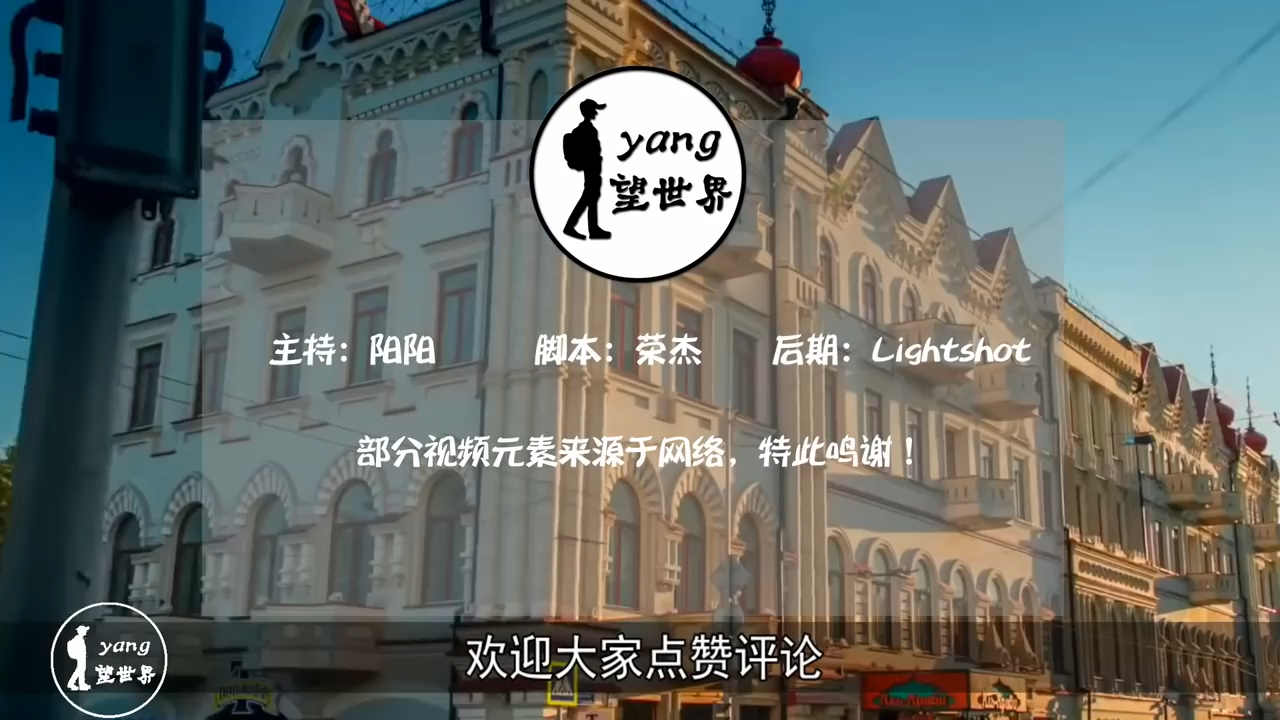 yang
望世界
主持：阳阳 脚本：荣杰 后期：Lightshot
部分视频元素来源于网络，特此鸣谢！
欢迎大家点赞评论
yang
望世界